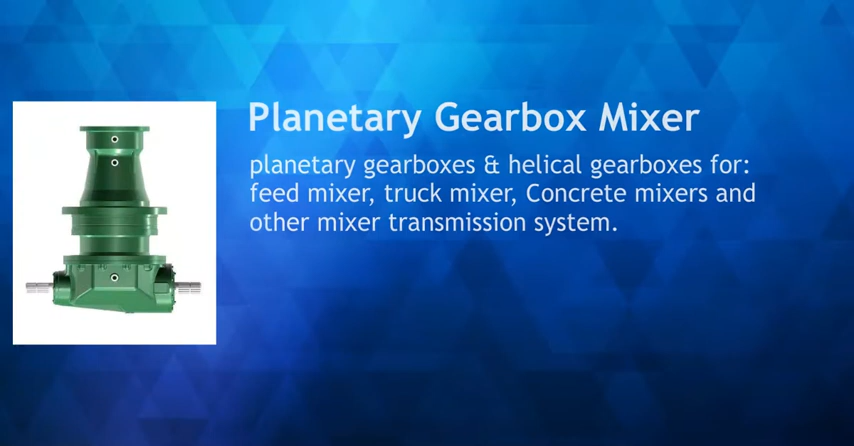 Planetary Gearbox Mixer
planetary gearboxes & helical gearboxes for:
feed mixer, truck mixer, Concrete mixers and
other mixer transmission system.